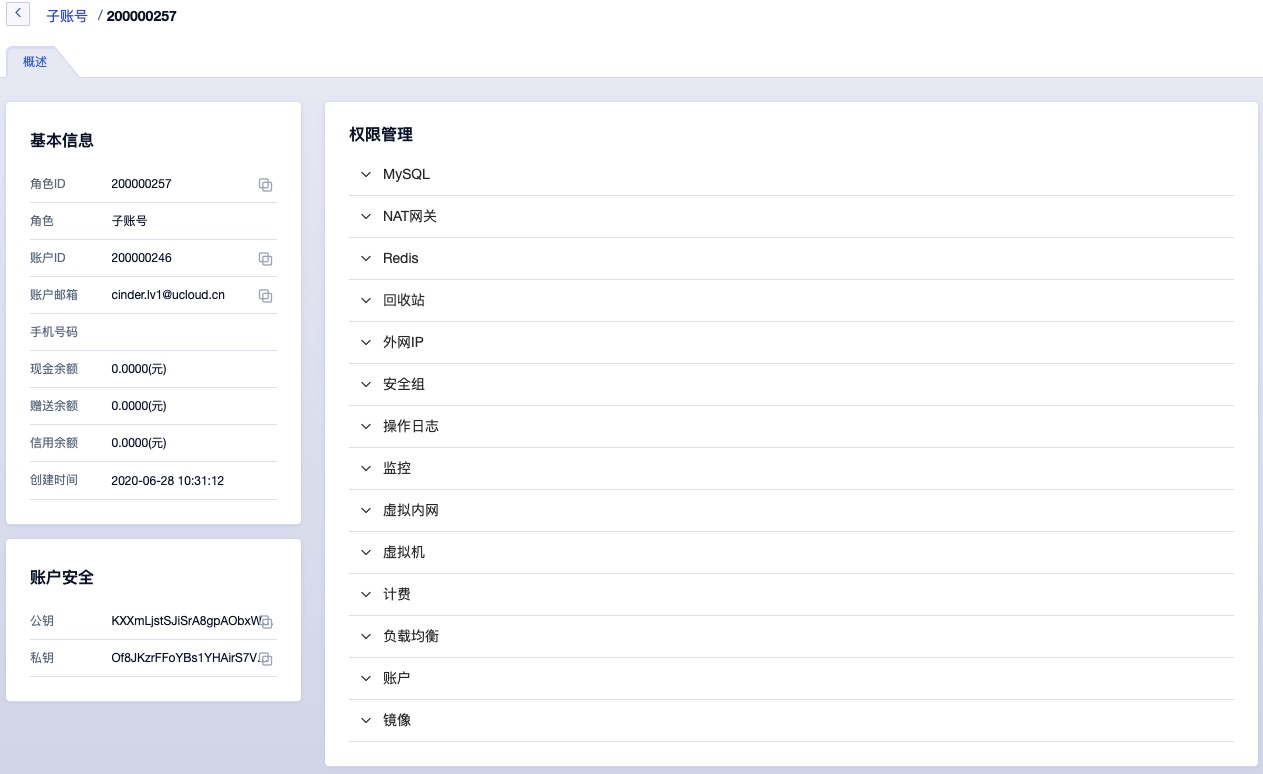 子账号 / 200000257
概述
基本信息
角色ID 200000257
角色 子账号
账户ID 200000246
账户邮箱 cinder.lv1@ucloud.cn
手机号码
现金余额 0.0000(元)
赠送余额 0.0000(元)
信用余额 0.0000(元)
创建时间 2020-06-28 10:31:12
账户安全
公钥 KXXmLjstSJiSrA8gpAObxW...
私钥 Of8JKzrFFoYBs1YHAirS7V...
权限管理
MySQL
NAT网关
Redis
回收站
外网IP
安全组
操作日志
监控
虚拟内网
虚拟机
计费
负载均衡
账户
镜像